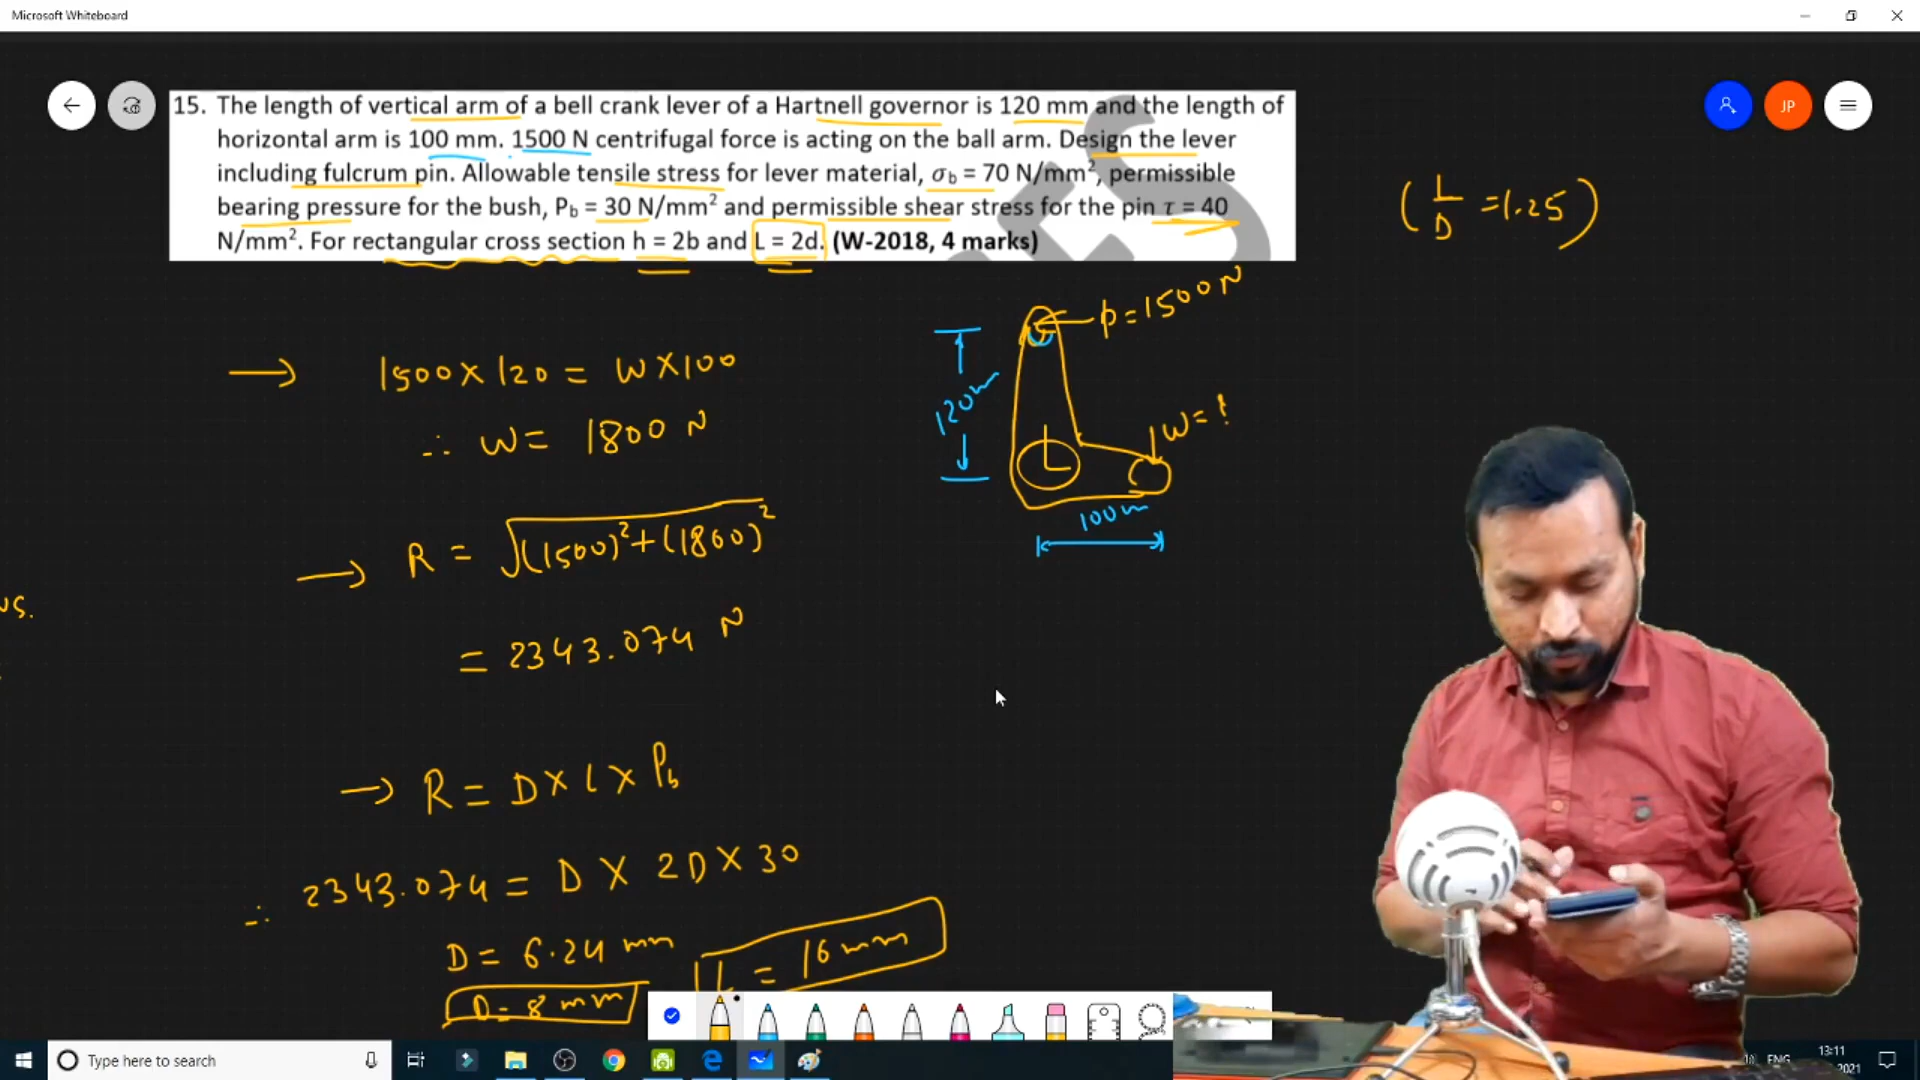 Microsoft Whiteboard
15. The length of vertical arm of a bell crank lever of a Hartnell governor is 120 mm and the length of
horizontal arm is 100 mm. 1500 N centrifugal force is acting on the ball arm. Design the lever
including fulcrum pin. Allowable tensile stress for lever material, σb = 70 N/mm², permissible
bearing pressure for the bush, Pb = 30 N/mm² and permissible shear stress for the pin τ = 40
N/mm². For rectangular cross section h = 2b and L = 2d. (W-2018, 4 marks)
JP
(L/D = 1.25)
→ 1500 × 120 = W × 100
∴ W = 1800 N
P = 1500 N
120m
W = ?
100m
→ R = √(1500)² + (1800)²
= 2343.074 N
→ R = D × l × Pb
∴ 2343.074 = D × 2D × 30
D = 6.24 mm
L = 16 mm
D = 8 mm
Type here to search
ENG
13:11
2021